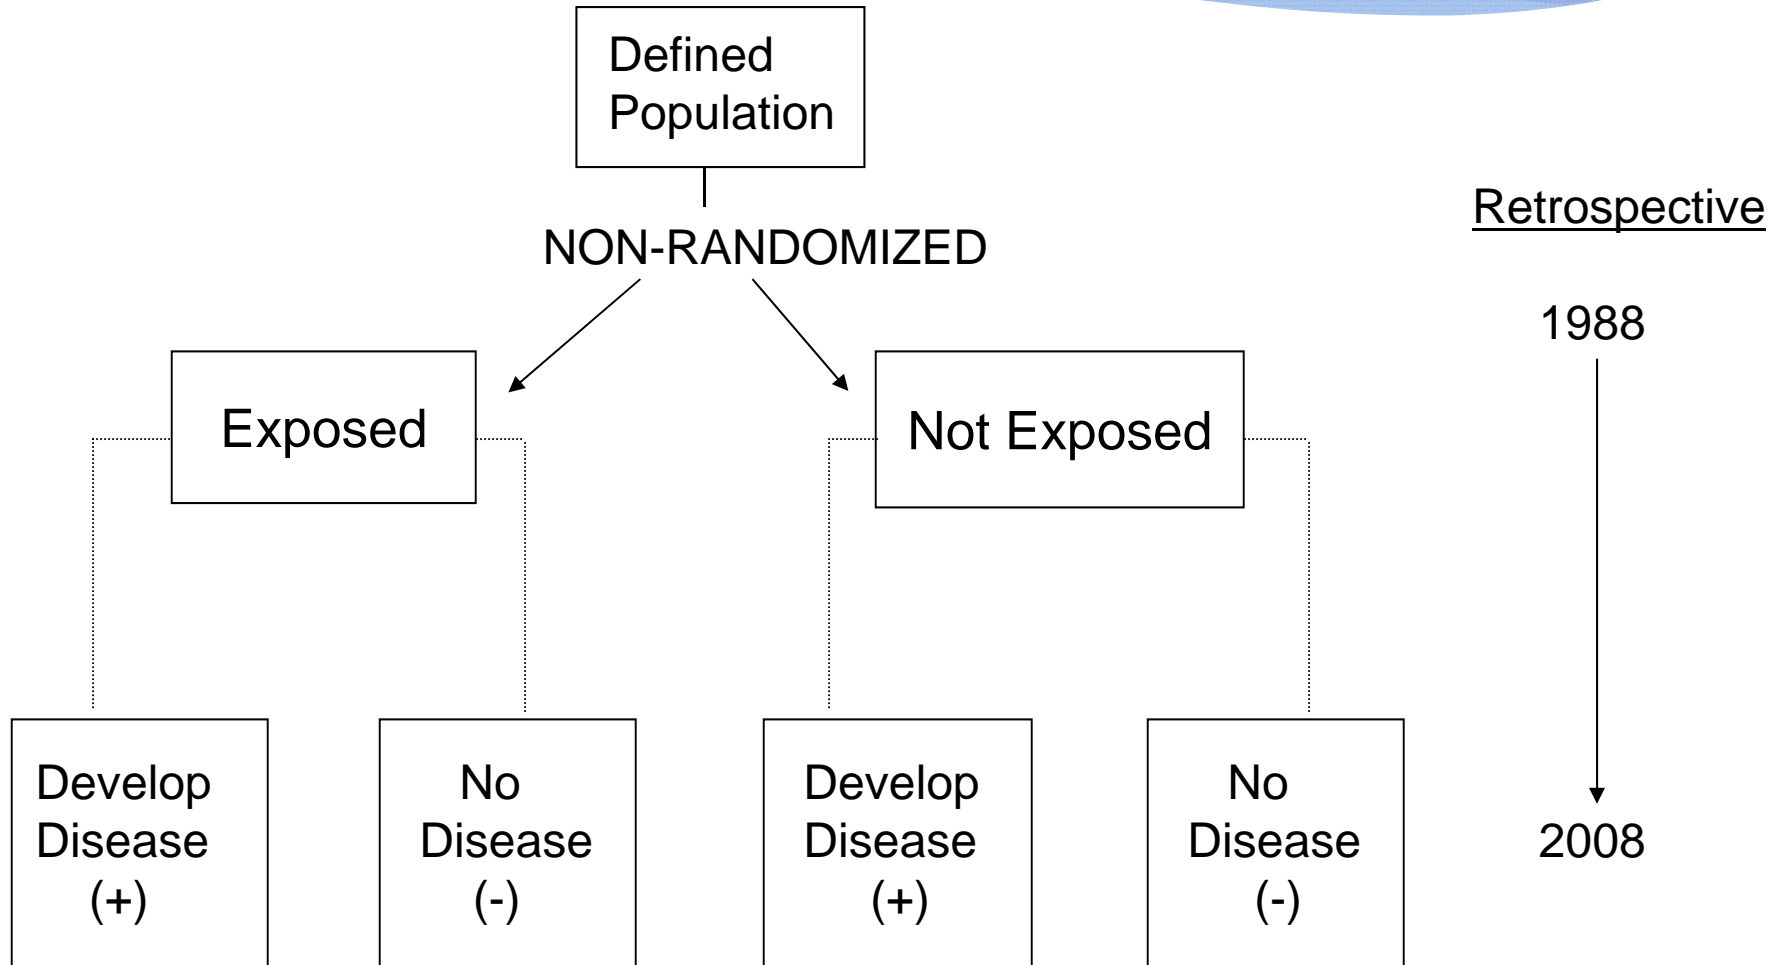 Defined
Population
NON-RANDOMIZED
Retrospective
1988
Exposed
Not Exposed
Develop
Disease
(+)
No
Disease
(-)
Develop
Disease
(+)
No
Disease
(-)
2008